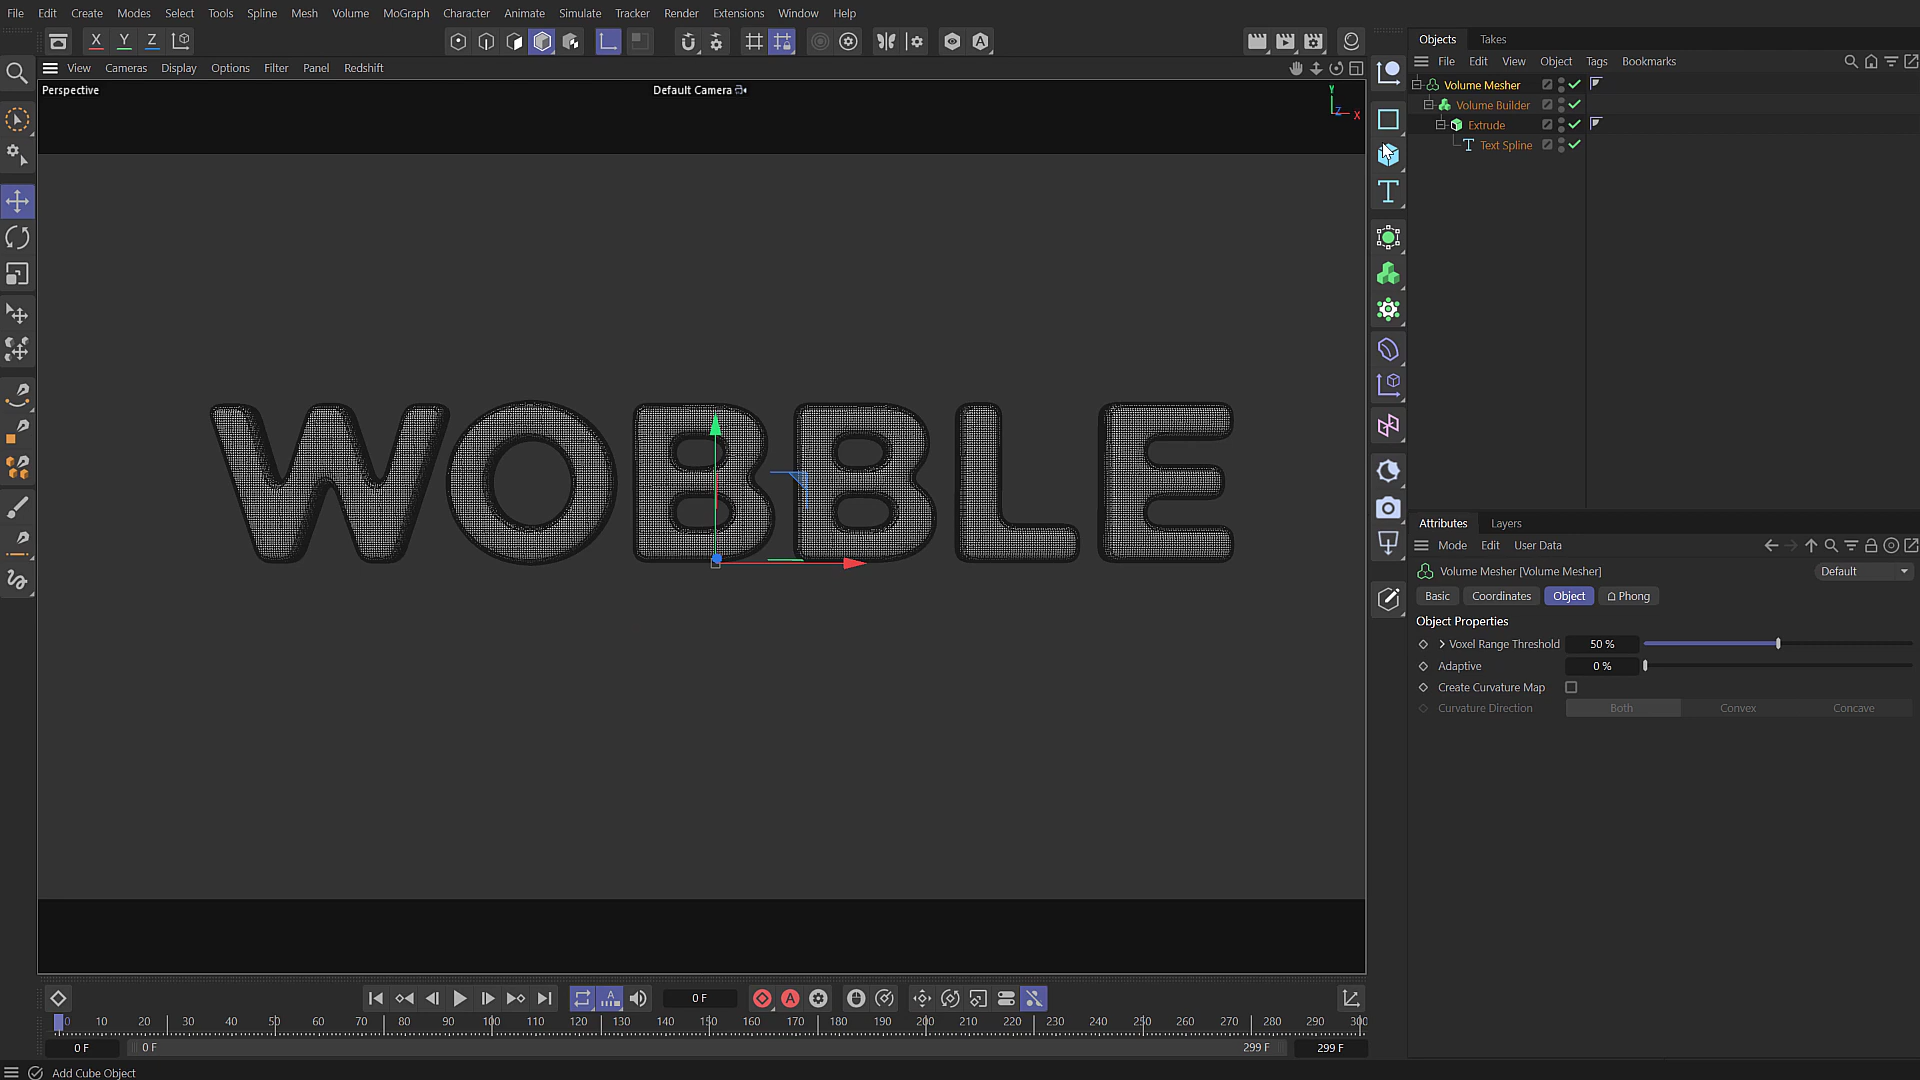 File Edit Create Modes Select Tools Spline Mesh Volume MoGraph Character Animate Simulate Tracker Render Extensions Window Help
X Y Z
View Cameras Display Options Filter Panel Redshift
Perspective
Default Camera
Y
Z
X
WOBBLE
Objects Takes
File Edit View Object Tags Bookmarks
Volume Mesher
Volume Builder
Extrude
Text Spline
Attributes Layers
Mode Edit User Data
Volume Mesher [Volume Mesher]
Default
Basic Coordinates Object Phong
Object Properties
Voxel Range Threshold 50 %
Adaptive 0 %
Create Curvature Map
Curvature Direction Both Convex Concave
0 F
0 10 20 30 40 50 60 70 80 90 100 110 120 130 140 150 160 170 180 190 200 210 220 230 240 250 260 270 280 290 300
0 F 0 F 299 F 299 F
Add Cube Object